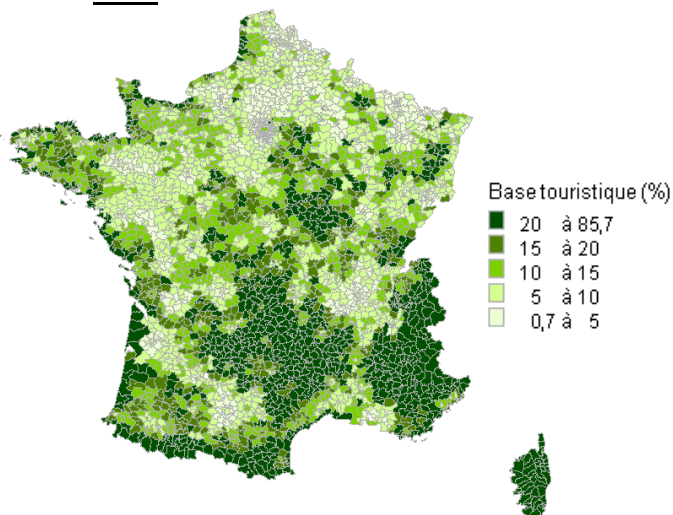 Base touristique (%)
20 à 85,7
15 à 20
10 à 15
5 à 10
0,7 à 5